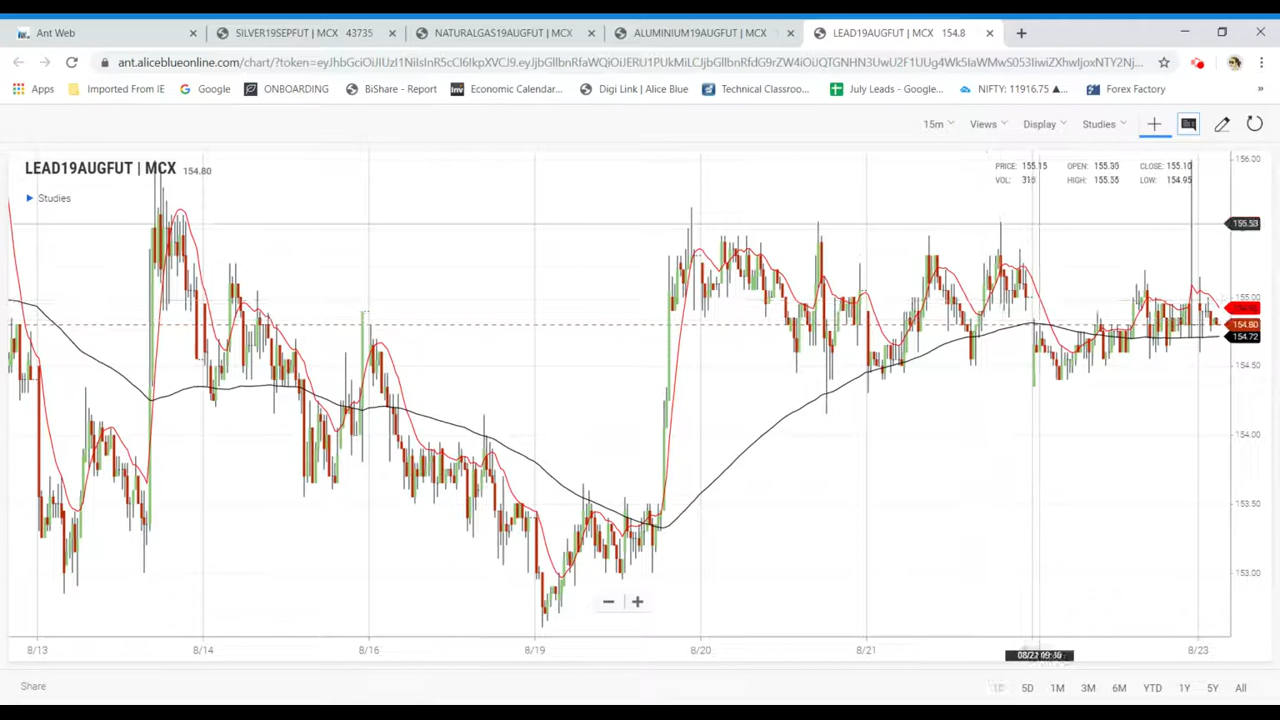 Ant Web
SILVER19SEPFUT | MCX 43735
NATURALGAS19AUGFUT | MCX
ALUMINIUM19AUGFUT | MCX
LEAD19AUGFUT | MCX 154.8
Apps
Imported From IE
Google
ONBOARDING
BiShare - Report
Economic Calendar...
Digi Link | Alice Blue
Technical Classroo...
July Leads - Google...
NIFTY: 11916.75 ▲...
Forex Factory
»
15m
Views
Display
Studies
LEAD19AUGFUT | MCX 154.80
PRICE: 155.15 OPEN: 155.30 CLOSE: 155.10
VOL: 318 HIGH: 155.35 LOW: 154.95
Studies
156.00
155.53
155.00
154.80
154.72
154.50
154.00
153.50
153.00
8/13
8/14
8/16
8/19
8/20
8/21
8/23
Share
5D
1M
3M
6M
YTD
1Y
5Y
All